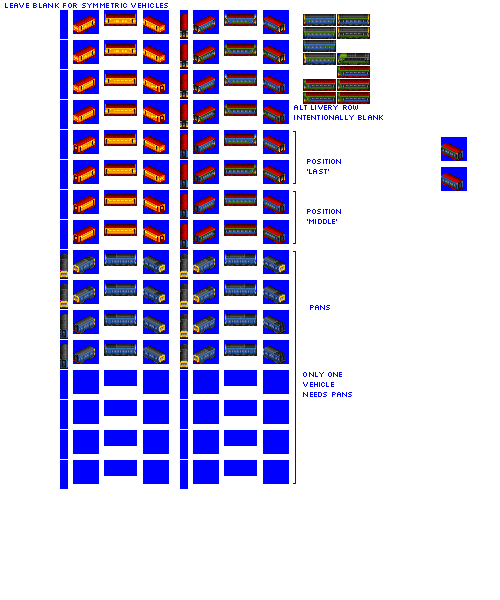 LEAVE BLANK FOR SYMMETRIC VEHICLES
ALT LIVERY ROW
INTENTIONALLY BLANK
POSITION
'LAST'
POSITION
'MIDDLE'
PANS
ONLY ONE
VEHICLE
NEEDS PANS